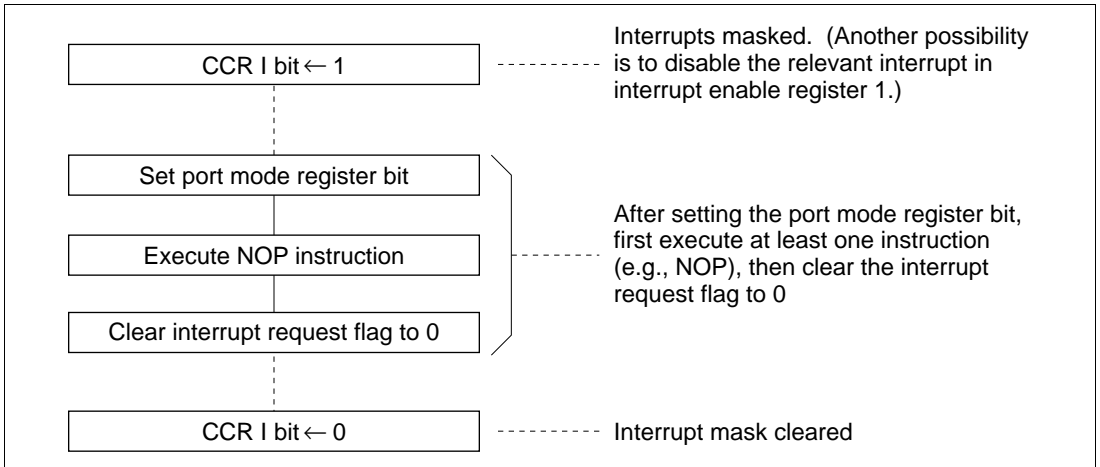 CCR I bit ← 1
Interrupts masked. (Another possibility
is to disable the relevant interrupt in
interrupt enable register 1.)
Set port mode register bit
Execute NOP instruction
Clear interrupt request flag to 0
After setting the port mode register bit,
first execute at least one instruction
(e.g., NOP), then clear the interrupt
request flag to 0
CCR I bit ← 0
Interrupt mask cleared